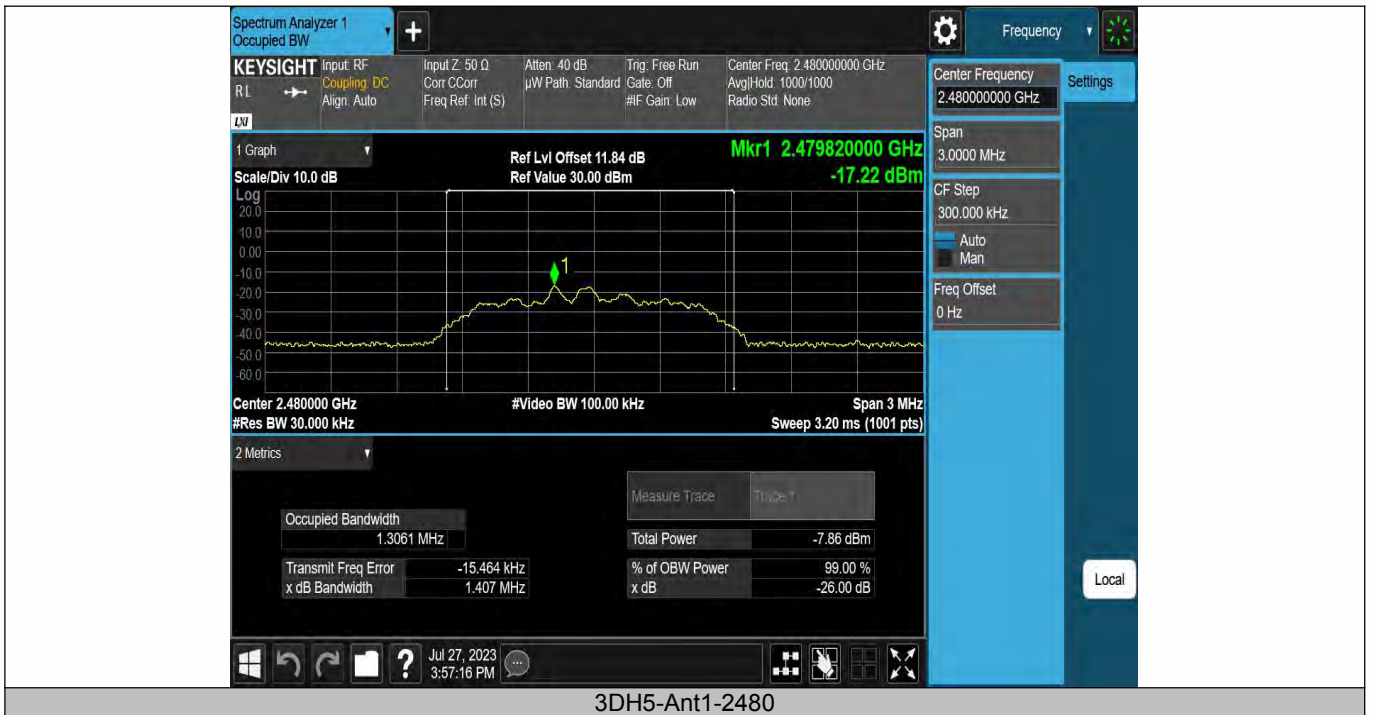 Spectrum Analyzer 1
Occupied BW
+
Frequency
KEYSIGHT
R L
LXI
Input: RF
Coupling: DC
Align: Auto
Input Z: 50 Ω
Corr CCorr
Freq Ref: Int (S)
Atten: 40 dB
µW Path: Standard
Trig: Free Run
Gate: Off
#IF Gain: Low
Center Freq: 2.480000000 GHz
Avg|Hold: 1000/1000
Radio Std: None
Center Frequency
2.480000000 GHz
Settings
Span
3.0000 MHz
CF Step
300.000 kHz
Auto
Man
Freq Offset
0 Hz
Local
1 Graph
Scale/Div 10.0 dB
Ref Lvl Offset 11.84 dB
Ref Value 30.00 dBm
Mkr1 2.479820000 GHz
-17.22 dBm
Log
20.0
10.0
0.00
-10.0
-20.0
-30.0
-40.0
-50.0
-60.0
1
Center 2.480000 GHz
#Video BW 100.00 kHz
Span 3 MHz
#Res BW 30.000 kHz
Sweep 3.20 ms (1001 pts)
2 Metrics
Measure Trace
Trace 1
Occupied Bandwidth
1.3061 MHz
Total Power
-7.86 dBm
Transmit Freq Error
-15.464 kHz
% of OBW Power
99.00 %
x dB Bandwidth
1.407 MHz
x dB
-26.00 dB
?
Jul 27, 2023
3:57:16 PM
3DH5-Ant1-2480